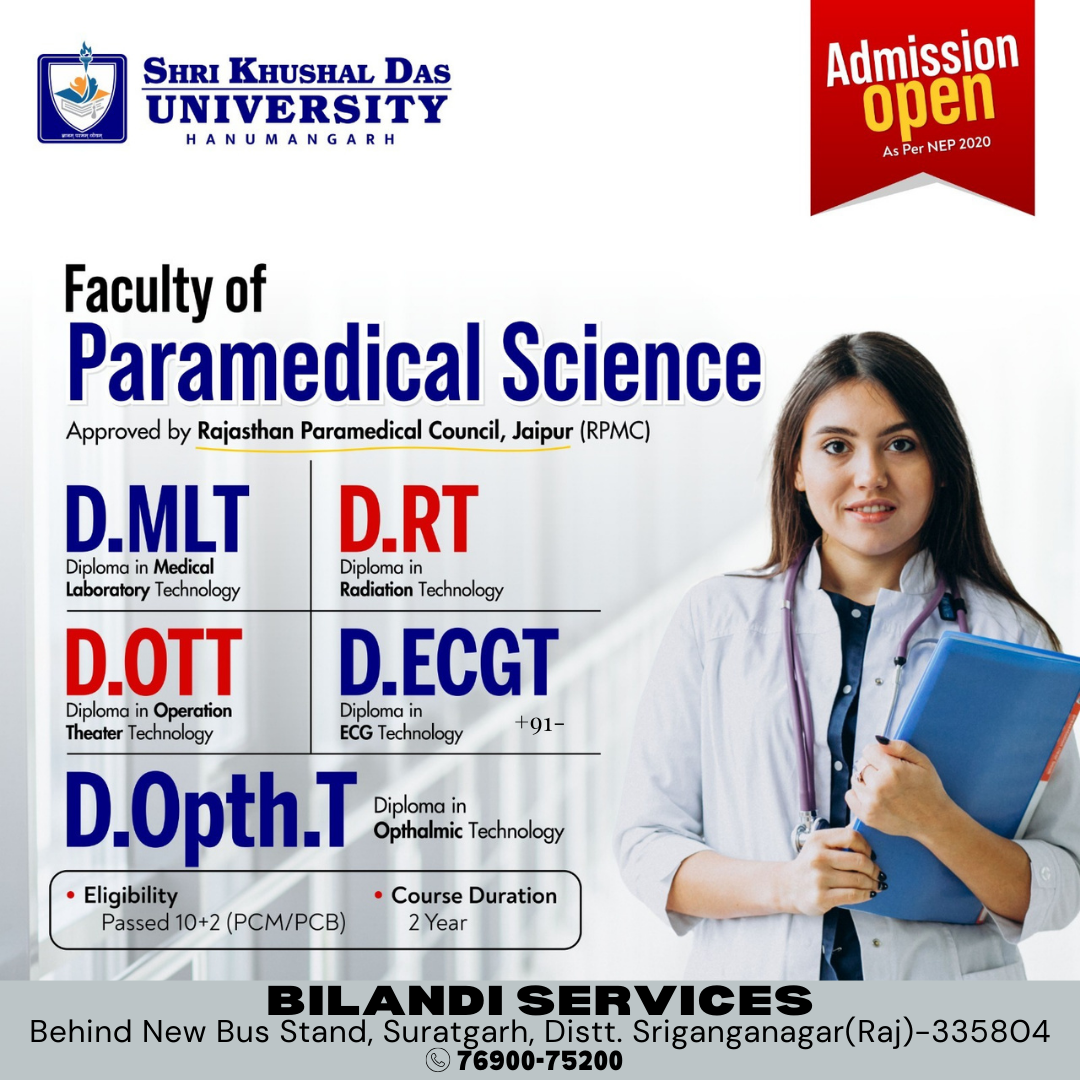 SHRI KHUSHAL DAS
UNIVERSITY
HANUMANGARH
Admission
open
As Per NEP 2020
Faculty of
Paramedical Science
Approved by Rajasthan Paramedical Council, Jaipur (RPMC)
D.MLT
Diploma in Medical
Laboratory Technology
D.RT
Diploma in
Radiation Technology
D.OTT
Diploma in Operation
Theater Technology
D.ECGT
Diploma in
ECG Technology
+91-
D.Opth.T
Diploma in
Opthalmic Technology
• Eligibility
Passed 10+2 (PCM/PCB)
• Course Duration
2 Year
BILANDI SERVICES
Behind New Bus Stand, Suratgarh, Distt. Sriganganagar(Raj)-335804
76900-75200